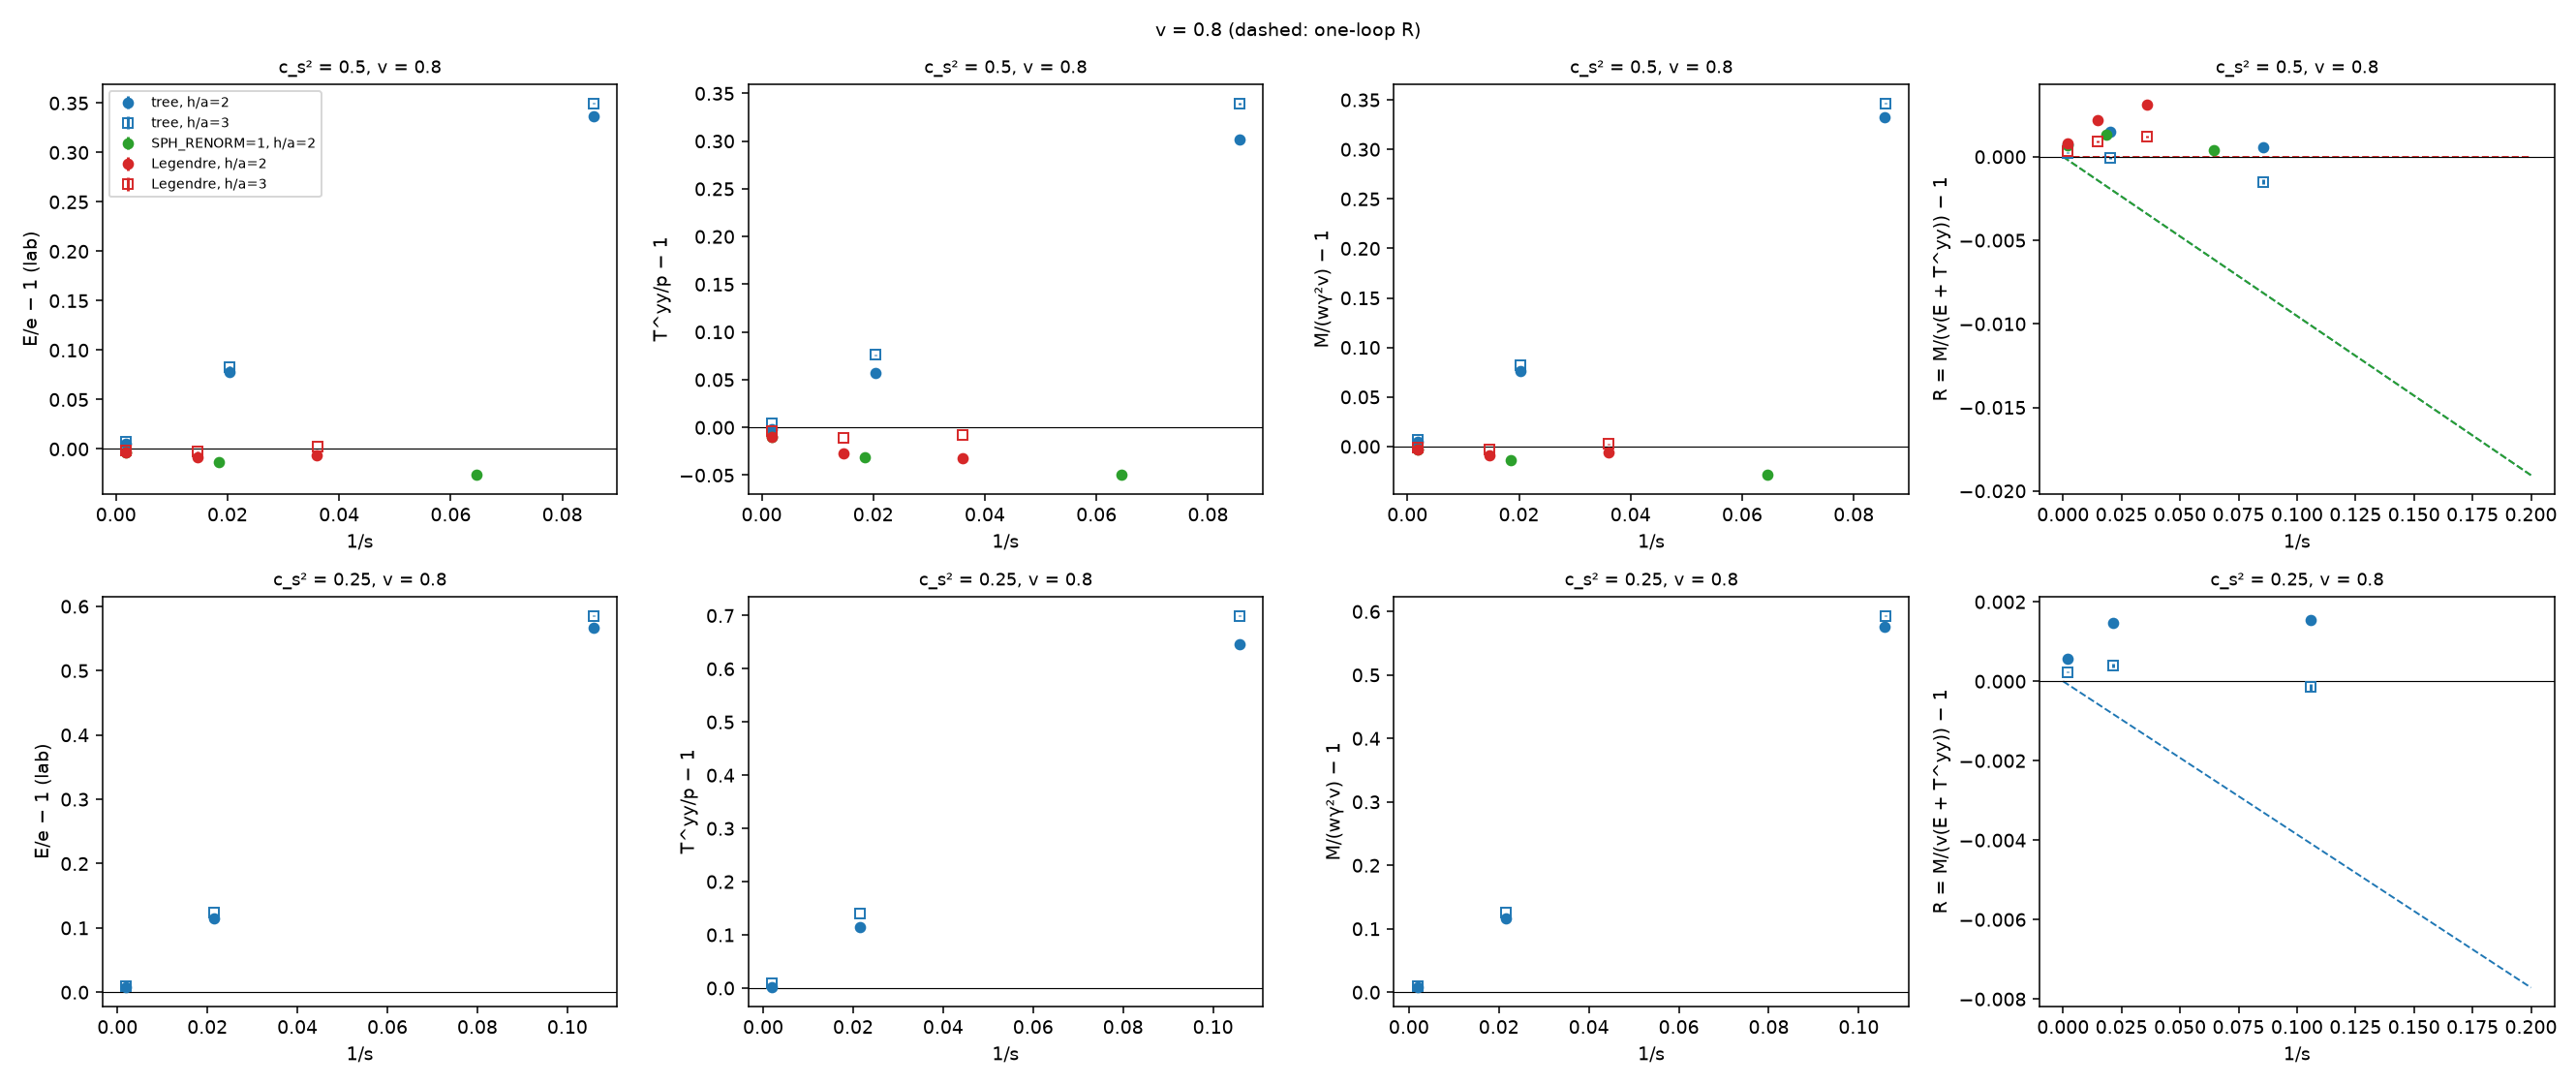 v = 0.8 (dashed: one-loop R)
c_s² = 0.5, v = 0.8
E/e − 1 (lab)
0.35
0.30
0.25
0.20
0.15
0.10
0.05
0.00
tree, h/a=2
tree, h/a=3
SPH_RENORM=1, h/a=2
Legendre, h/a=2
Legendre, h/a=3
0.00 0.02 0.04 0.06 0.08
1/s
c_s² = 0.5, v = 0.8
T^yy/p − 1
0.35
0.30
0.25
0.20
0.15
0.10
0.05
0.00
−0.05
0.00 0.02 0.04 0.06 0.08
1/s
c_s² = 0.5, v = 0.8
M/(wγ²v) − 1
0.35
0.30
0.25
0.20
0.15
0.10
0.05
0.00
0.00 0.02 0.04 0.06 0.08
1/s
c_s² = 0.5, v = 0.8
R = M/(v(E + T^yy)) − 1
0.000
−0.005
−0.010
−0.015
−0.020
0.000 0.025 0.050 0.075 0.100 0.125 0.150 0.175 0.200
1/s
c_s² = 0.25, v = 0.8
E/e − 1 (lab)
0.6
0.5
0.4
0.3
0.2
0.1
0.0
0.00 0.02 0.04 0.06 0.08 0.10
1/s
c_s² = 0.25, v = 0.8
T^yy/p − 1
0.7
0.6
0.5
0.4
0.3
0.2
0.1
0.0
0.00 0.02 0.04 0.06 0.08 0.10
1/s
c_s² = 0.25, v = 0.8
M/(wγ²v) − 1
0.6
0.5
0.4
0.3
0.2
0.1
0.0
0.00 0.02 0.04 0.06 0.08 0.10
1/s
c_s² = 0.25, v = 0.8
R = M/(v(E + T^yy)) − 1
0.002
0.000
−0.002
−0.004
−0.006
−0.008
0.000 0.025 0.050 0.075 0.100 0.125 0.150 0.175 0.200
1/s